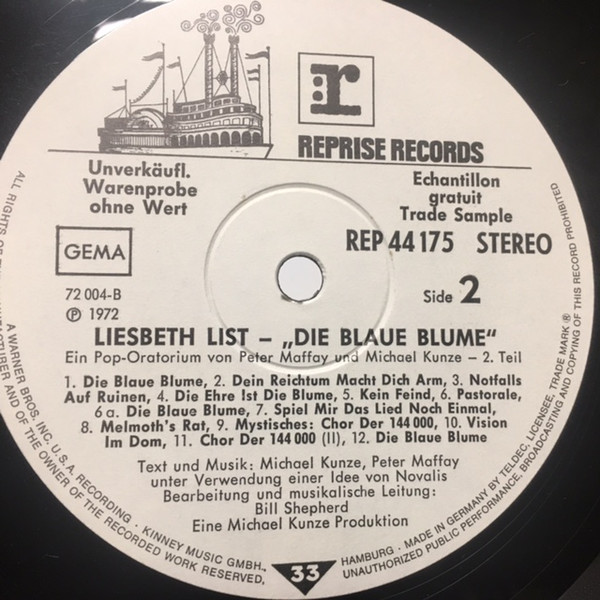 r
REPRISE RECORDS
Unverkäufl.
Warenprobe
ohne Wert
Echantillon
gratuit
Trade Sample
GEMA
REP 44 175 STEREO
72 004-B
Ⓟ 1972
Side 2
LIESBETH LIST – „DIE BLAUE BLUME“
Ein Pop-Oratorium von Peter Maffay und Michael Kunze – 2. Teil
1. Die Blaue Blume, 2. Dein Reichtum Macht Dich Arm, 3. Notfalls
Auf Ruinen, 4. Die Ehre Ist Die Blume, 5. Kein Feind, 6. Pastorale,
6 a. Die Blaue Blume, 7. Spiel Mir Das Lied Noch Einmal,
8. Melmoth's Rat, 9. Mystisches: Chor Der 144 000, 10. Vision
Im Dom, 11. Chor Der 144 000 (II), 12. Die Blaue Blume
Text und Musik: Michael Kunze, Peter Maffay
unter Verwendung einer Idee von Novalis
Bearbeitung und musikalische Leitung:
Bill Shepherd
Eine Michael Kunze Produktion
33
ALL RIGHTS OF THE MANUFACTURER AND OF THE OWNER OF THE RECORDED WORK RESERVED.
A WARNER BROS. INC. U.S.A. RECORDING · KINNEY MUSIC GMBH.,
HAMBURG · MADE IN GERMANY BY TELDEC, LICENSEE, TRADE MARK ®
UNAUTHORIZED PUBLIC PERFORMANCE, BROADCASTING AND COPYING OF THIS RECORD PROHIBITED